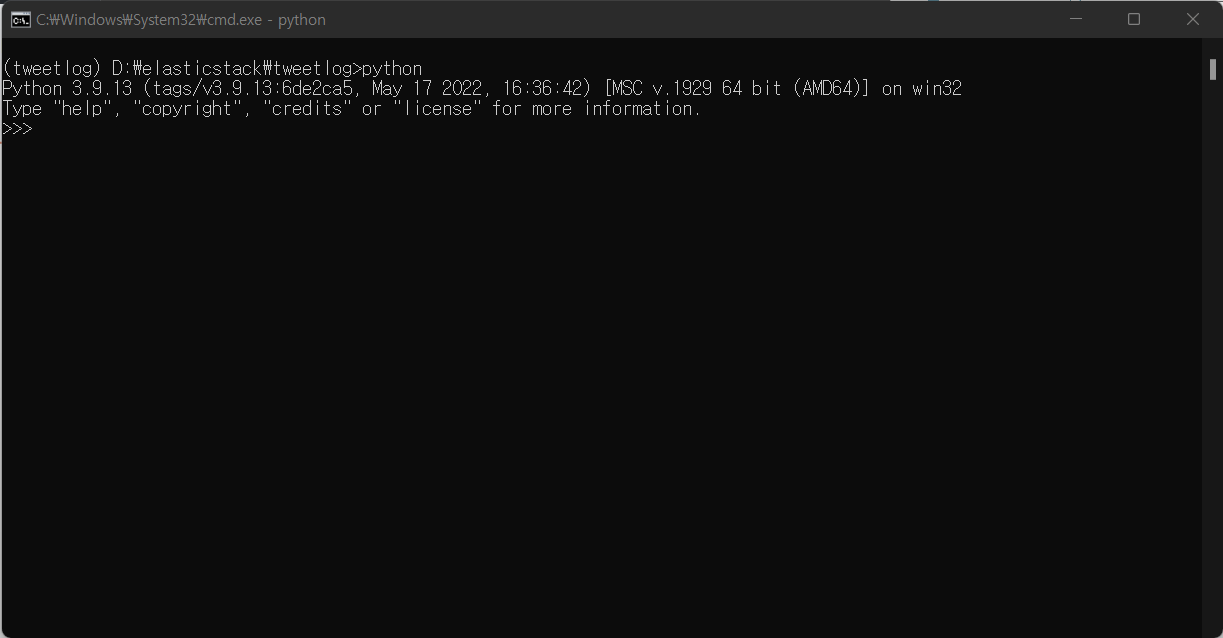 C:₩Windows₩System32₩cmd.exe - python
(tweetlog) D:₩elasticstack₩tweetlog>python
Python 3.9.13 (tags/v3.9.13:6de2ca5, May 17 2022, 16:36:42) [MSC v.1929 64 bit (AMD64)] on win32
Type "help", "copyright", "credits" or "license" for more information.
>>>